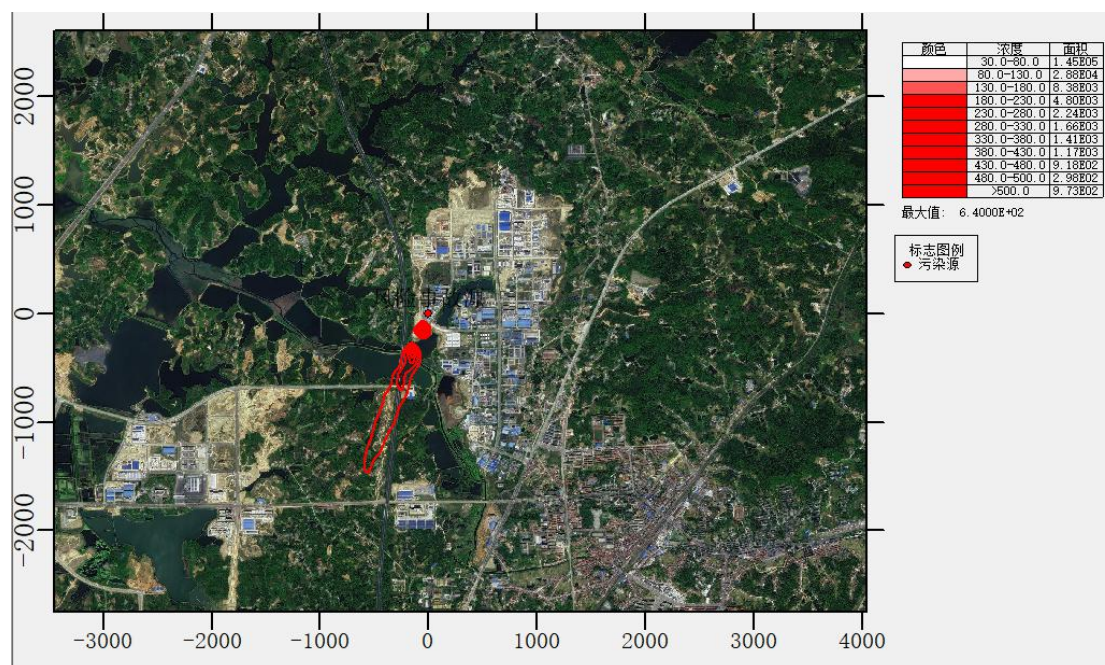 颜色 浓度 面积
30.0-60.0 1.45E05
80.0-130.0 2.88E04
130.0-180.0 8.38E03
180.0-230.0 4.80E03
230.0-280.0 2.24E03
280.0-330.0 1.66E03
330.0-380.0 1.41E03
380.0-430.0 1.17E03
430.0-480.0 9.18E02
480.0-500.0 2.98E02
>500.0 9.73E02
最大值: 6.4000E+02
标志图例
污染源
2000
1000
0
-1000
-2000
风险事故源
-3000 -2000 -1000 0 1000 2000 3000 4000